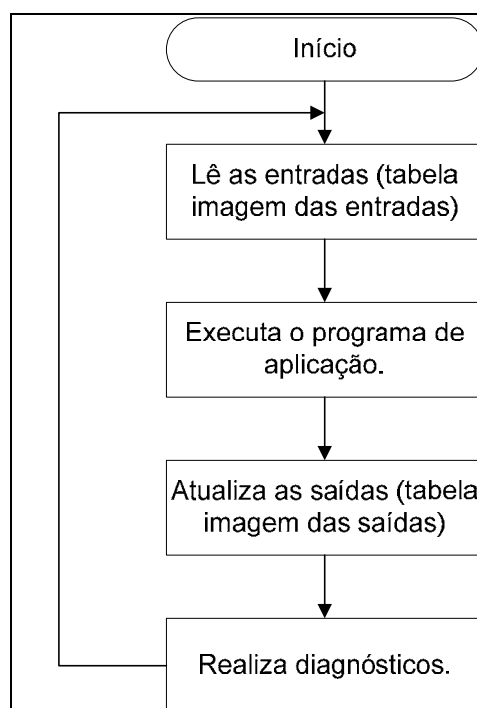 Início
Lê as entradas (tabela
imagem das entradas)
Executa o programa de
aplicação.
Atualiza as saídas (tabela
imagem das saídas)
Realiza diagnósticos.